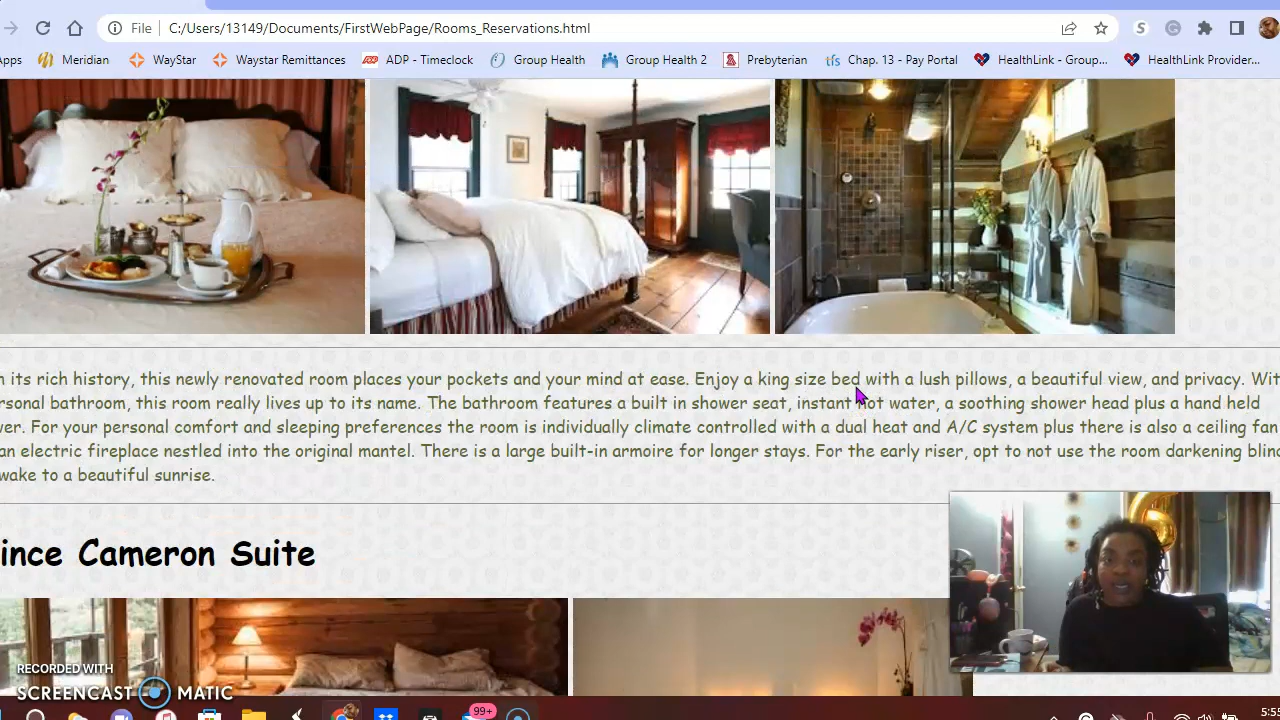 File C:/Users/13149/Documents/FirstWebPage/Rooms_Reservations.html
Apps Meridian WayStar Waystar Remittances ADP - Timeclock Group Health Group Health 2 Prebyterian Chap. 13 - Pay Portal HealthLink - Group... HealthLink Provider...
n its rich history, this newly renovated room places your pockets and your mind at ease. Enjoy a king size bed with a lush pillows, a beautiful view, and privacy. Wit
rsonal bathroom, this room really lives up to its name. The bathroom features a built in shower seat, instant hot water, a soothing shower head plus a hand held
wer. For your personal comfort and sleeping preferences the room is individually climate controlled with a dual heat and A/C system plus there is also a ceiling fan
an electric fireplace nestled into the original mantel. There is a large built-in armoire for longer stays. For the early riser, opt to not use the room darkening blind
wake to a beautiful sunrise.
ince Cameron Suite
RECORDED WITH
SCREENCAST MATIC
99+
5:55